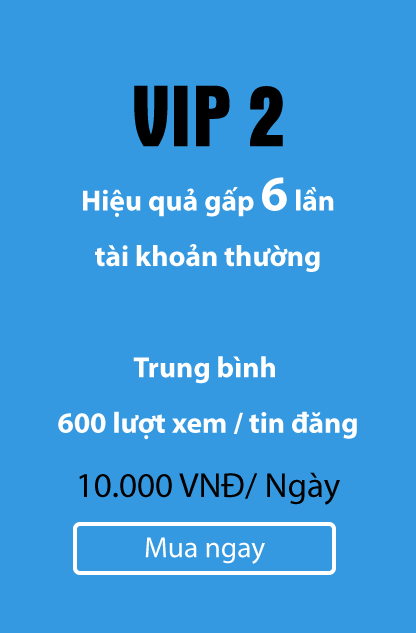 VIP 2
Hiệu quả gấp 6 lần
tài khoản thường
Trung bình
600 lượt xem / tin đăng
10.000 VNĐ/ Ngày
Mua ngay